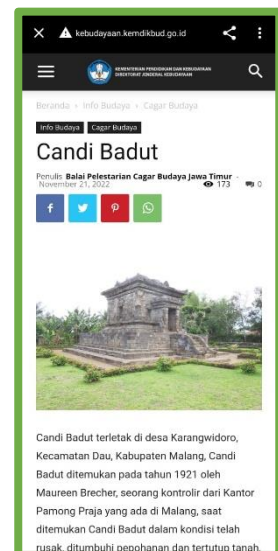 kebudayaan.kemdikbud.go.id
KEMENTERIAN PENDIDIKAN DAN KEBUDAYAAN
DIREKTORAT JENDERAL KEBUDAYAAN
Beranda › Info Budaya › Cagar Budaya
Info Budaya Cagar Budaya
Candi Badut
Penulis Balai Pelestarian Cagar Budaya Jawa Timur -
November 21, 2022 173 0
Candi Badut terletak di desa Karangwidoro,
Kecamatan Dau, Kabupaten Malang, Candi
Badut ditemukan pada tahun 1921 oleh
Maureen Brecher, seorang kontrolir dari Kantor
Pamong Praja yang ada di Malang, saat
ditemukan Candi Badut dalam kondisi telah
rusak, ditumbuhi pepohanan dan tertutup tanah.